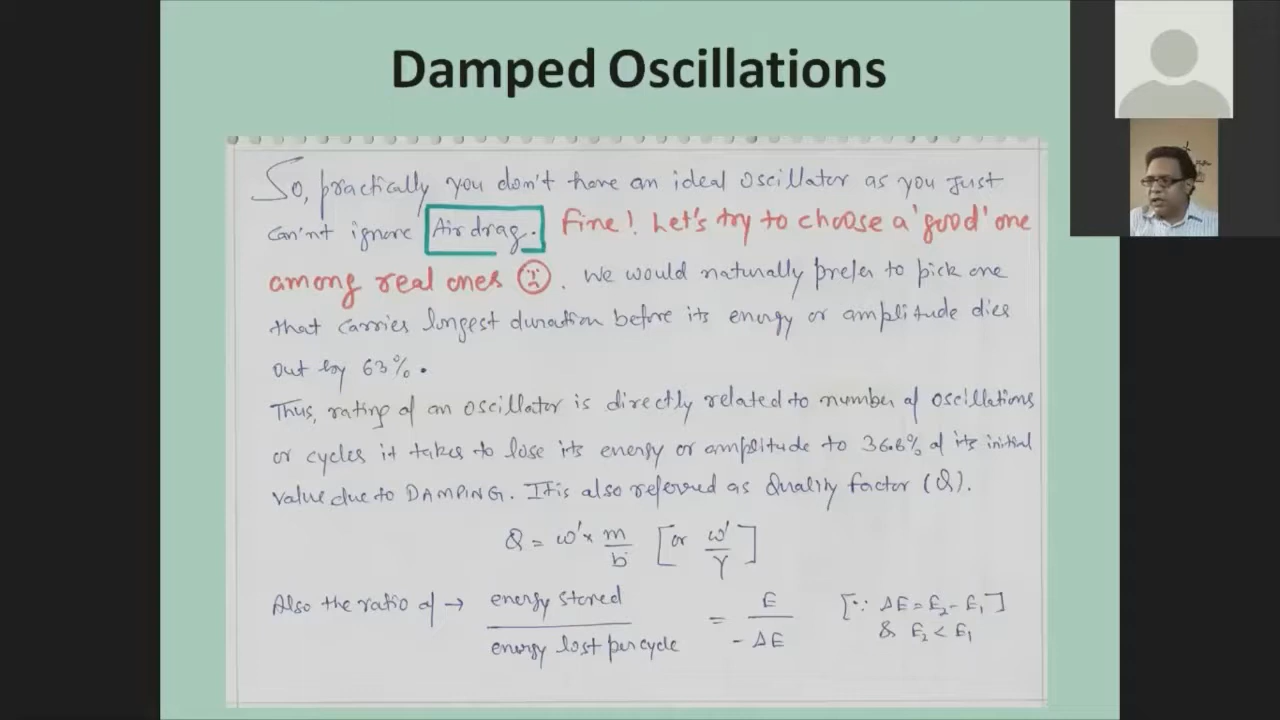 Damped Oscillations
So, practically you don't have an ideal oscillator as you just
can'nt ignore Air drag. Fine! Let's try to choose a 'good' one
among real ones ☹. We would naturally prefer to pick one
that carries longest duration before its energy or amplitude dies
out by 63%.
Thus, rating of an oscillator is directly related to number of oscillations
or cycles it takes to lose its energy or amplitude to 36.8% of its initial
value due to DAMPING. It is also referred as Quality factor (Q).
Q = ω' × m/b [or ω'/γ]
Also the ratio of → energy stored / energy lost per cycle = E / -ΔE [∵ ΔE = E₂ - E₁]
& E₂ < E₁